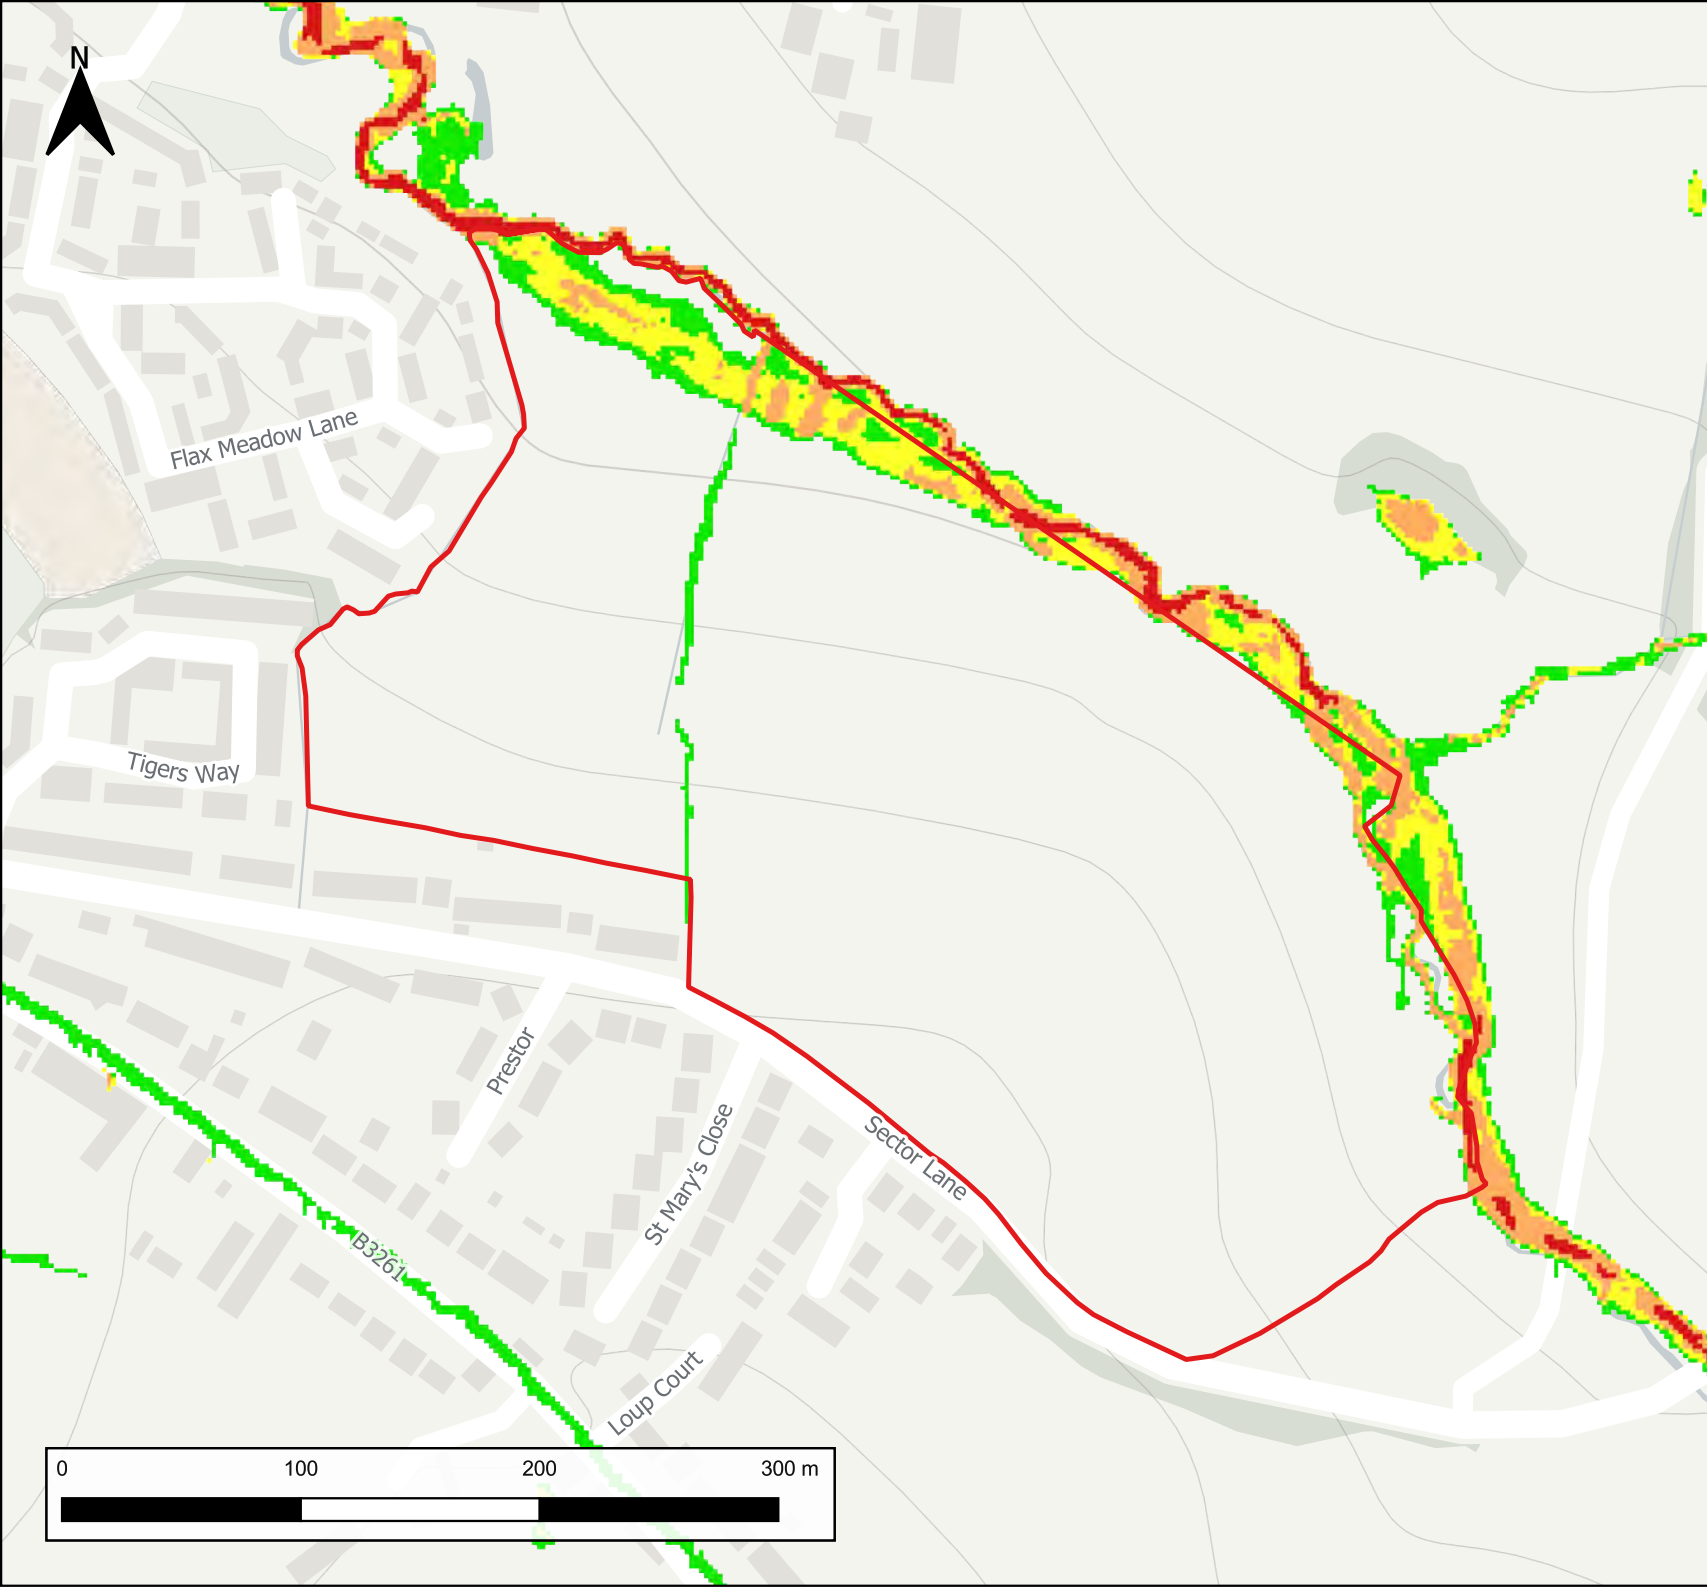 N
Flax Meadow Lane
Tigers Way
Prestor
St Mary's Close
Sector Lane
B3261
Loup Court
0 100 200 300 m